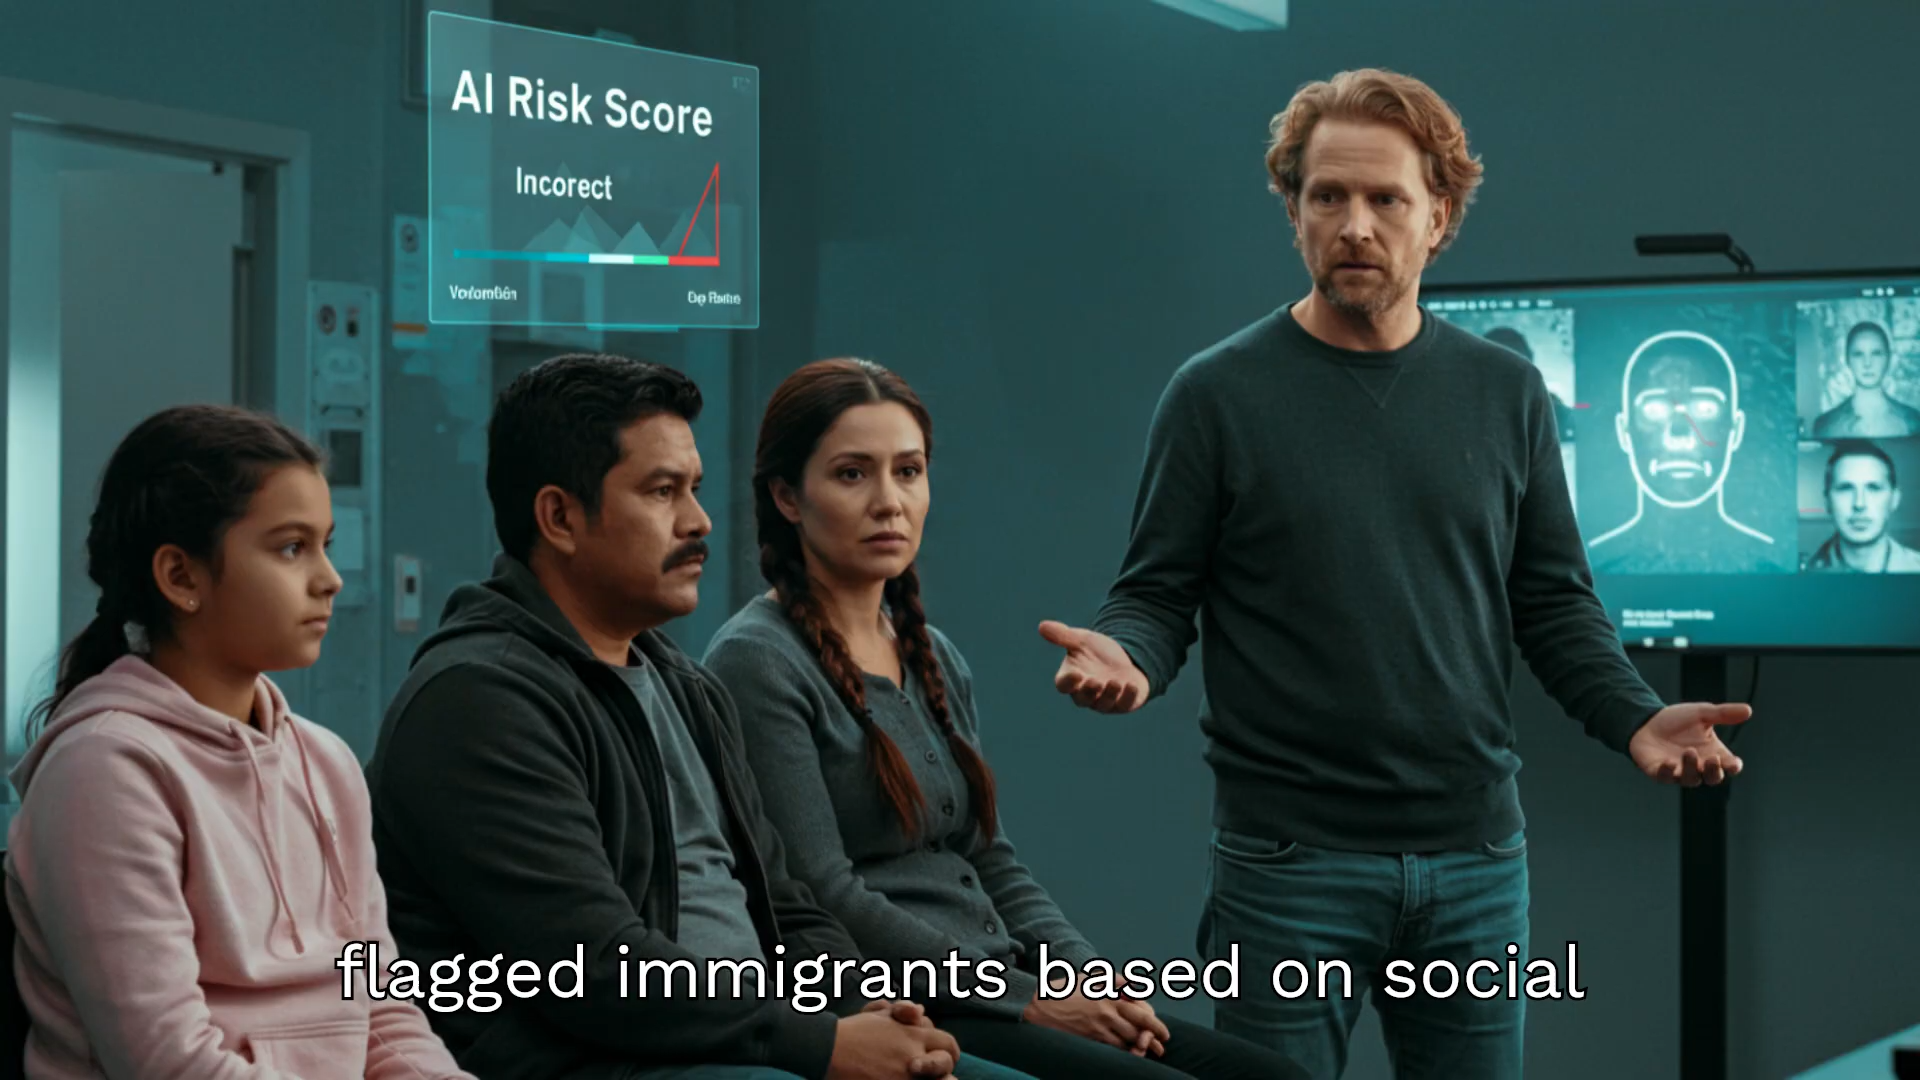 AI Risk Score
Incorect
flagged immigrants based on social